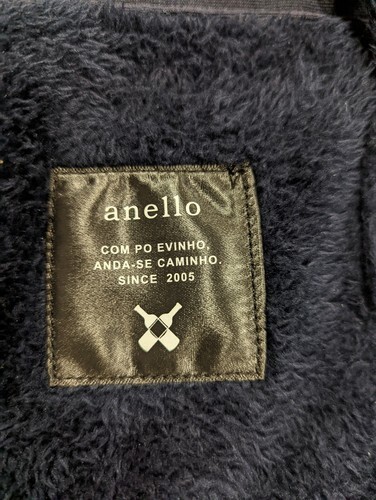 anello
COM PO EVINHO,
ANDA-SE CAMINHO.
SINCE 2005